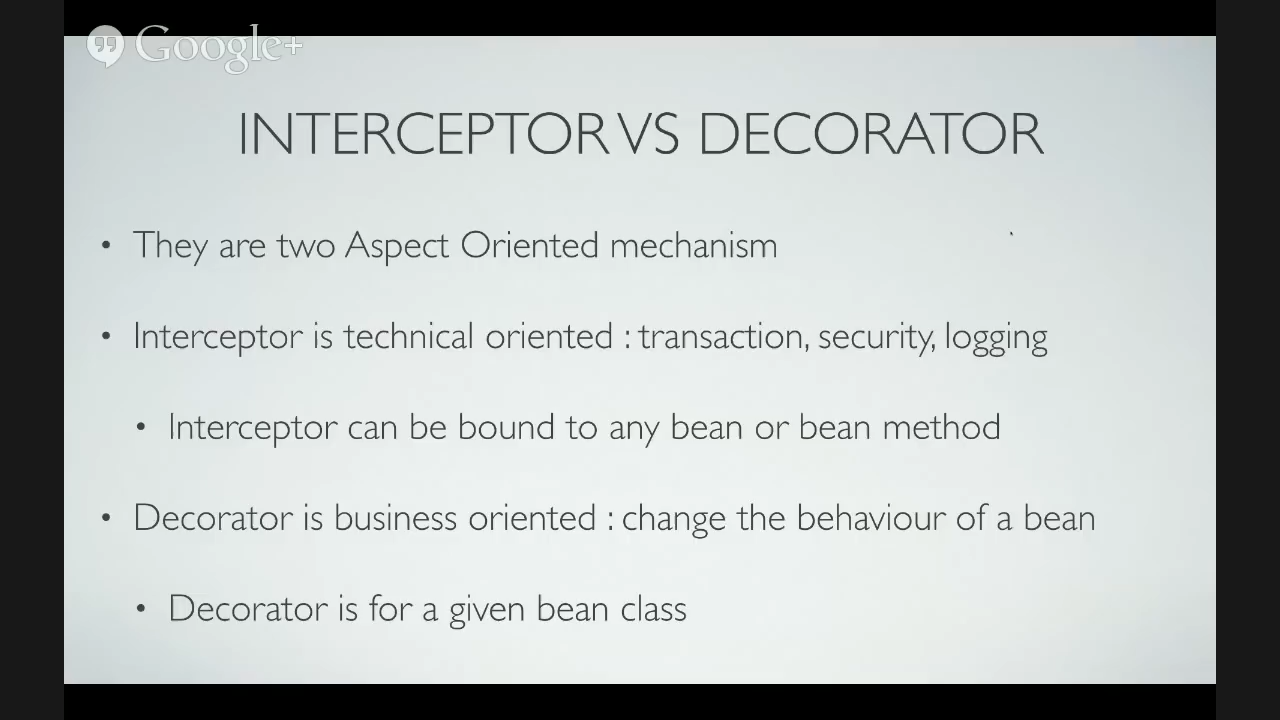 Google+
INTERCEPTOR VS DECORATOR
• They are two Aspect Oriented mechanism
• Interceptor is technical oriented : transaction, security, logging
• Interceptor can be bound to any bean or bean method
• Decorator is business oriented : change the behaviour of a bean
• Decorator is for a given bean class